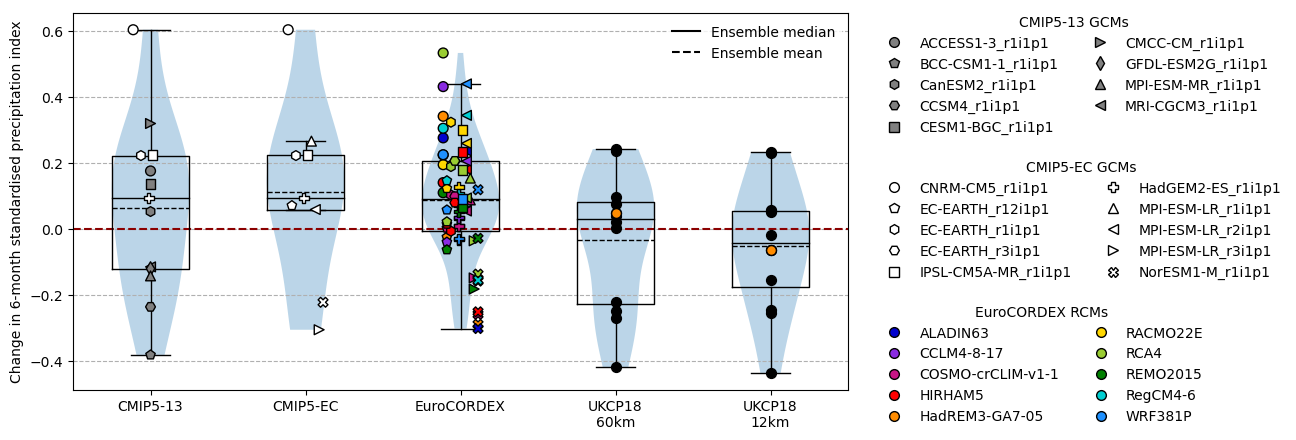 Change in 6-month standardised precipitation index
0.6
0.4
0.2
0.0
−0.2
−0.4
Ensemble median
Ensemble mean
CMIP5-13
CMIP5-EC
EuroCORDEX
UKCP18
60km
UKCP18
12km
CMIP5-13 GCMs
ACCESS1-3_r1i1p1
BCC-CSM1-1_r1i1p1
CanESM2_r1i1p1
CCSM4_r1i1p1
CESM1-BGC_r1i1p1
CMCC-CM_r1i1p1
GFDL-ESM2G_r1i1p1
MPI-ESM-MR_r1i1p1
MRI-CGCM3_r1i1p1
CMIP5-EC GCMs
CNRM-CM5_r1i1p1
EC-EARTH_r12i1p1
EC-EARTH_r1i1p1
EC-EARTH_r3i1p1
IPSL-CM5A-MR_r1i1p1
HadGEM2-ES_r1i1p1
MPI-ESM-LR_r1i1p1
MPI-ESM-LR_r2i1p1
MPI-ESM-LR_r3i1p1
NorESM1-M_r1i1p1
EuroCORDEX RCMs
ALADIN63
CCLM4-8-17
COSMO-crCLIM-v1-1
HIRHAM5
HadREM3-GA7-05
RACMO22E
RCA4
REMO2015
RegCM4-6
WRF381P